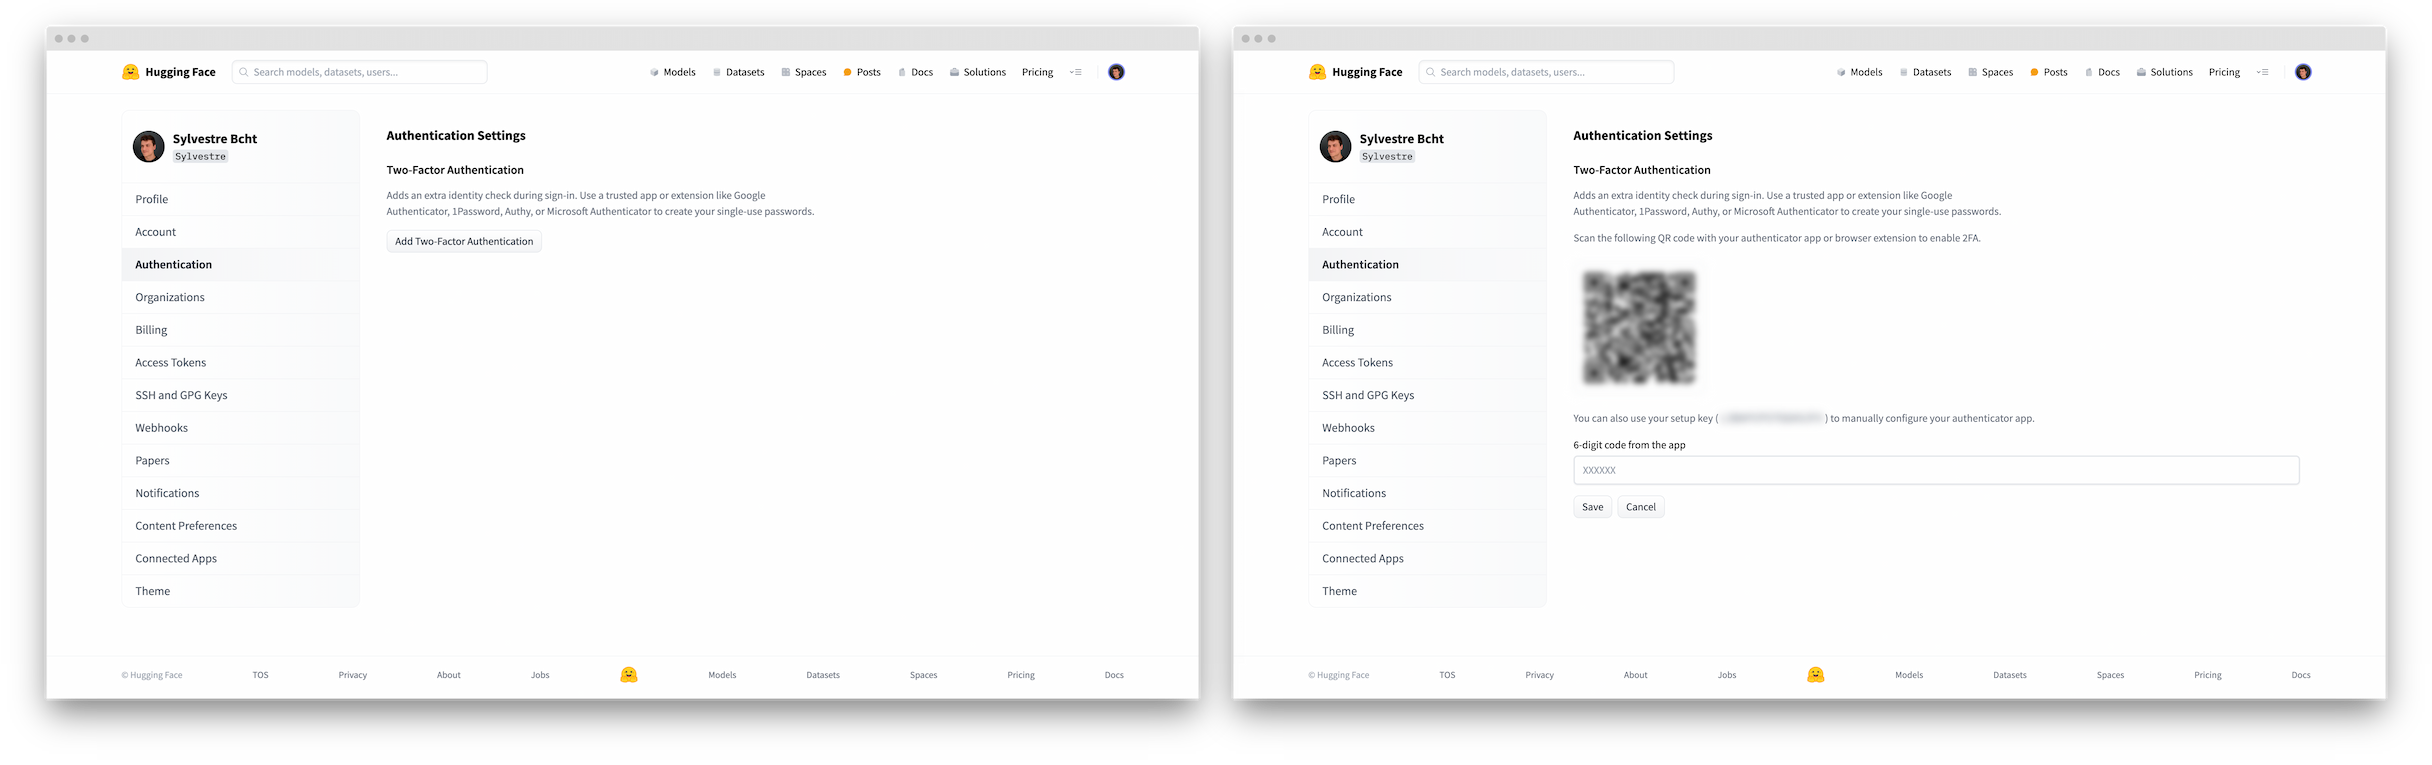 Hugging Face
Search models, datasets, users...
Models
Datasets
Spaces
Posts
Docs
Solutions
Pricing
Sylvestre Bcht
Sylvestre
Profile
Account
Authentication
Organizations
Billing
Access Tokens
SSH and GPG Keys
Webhooks
Papers
Notifications
Content Preferences
Connected Apps
Theme
Authentication Settings
Two-Factor Authentication
Adds an extra identity check during sign-in. Use a trusted app or extension like Google
Authenticator, 1Password, Authy, or Microsoft Authenticator to create your single-use passwords.
Add Two-Factor Authentication
© Hugging Face
TOS
Privacy
About
Jobs
Models
Datasets
Spaces
Pricing
Docs
Hugging Face
Search models, datasets, users...
Models
Datasets
Spaces
Posts
Docs
Solutions
Pricing
Sylvestre Bcht
Sylvestre
Profile
Account
Authentication
Organizations
Billing
Access Tokens
SSH and GPG Keys
Webhooks
Papers
Notifications
Content Preferences
Connected Apps
Theme
Authentication Settings
Two-Factor Authentication
Adds an extra identity check during sign-in. Use a trusted app or extension like Google
Authenticator, 1Password, Authy, or Microsoft Authenticator to create your single-use passwords.
Scan the following QR code with your authenticator app or browser extension to enable 2FA.
You can also use your setup key ( ) to manually configure your authenticator app.
6-digit code from the app
XXXXXX
Save
Cancel
© Hugging Face
TOS
Privacy
About
Jobs
Models
Datasets
Spaces
Pricing
Docs